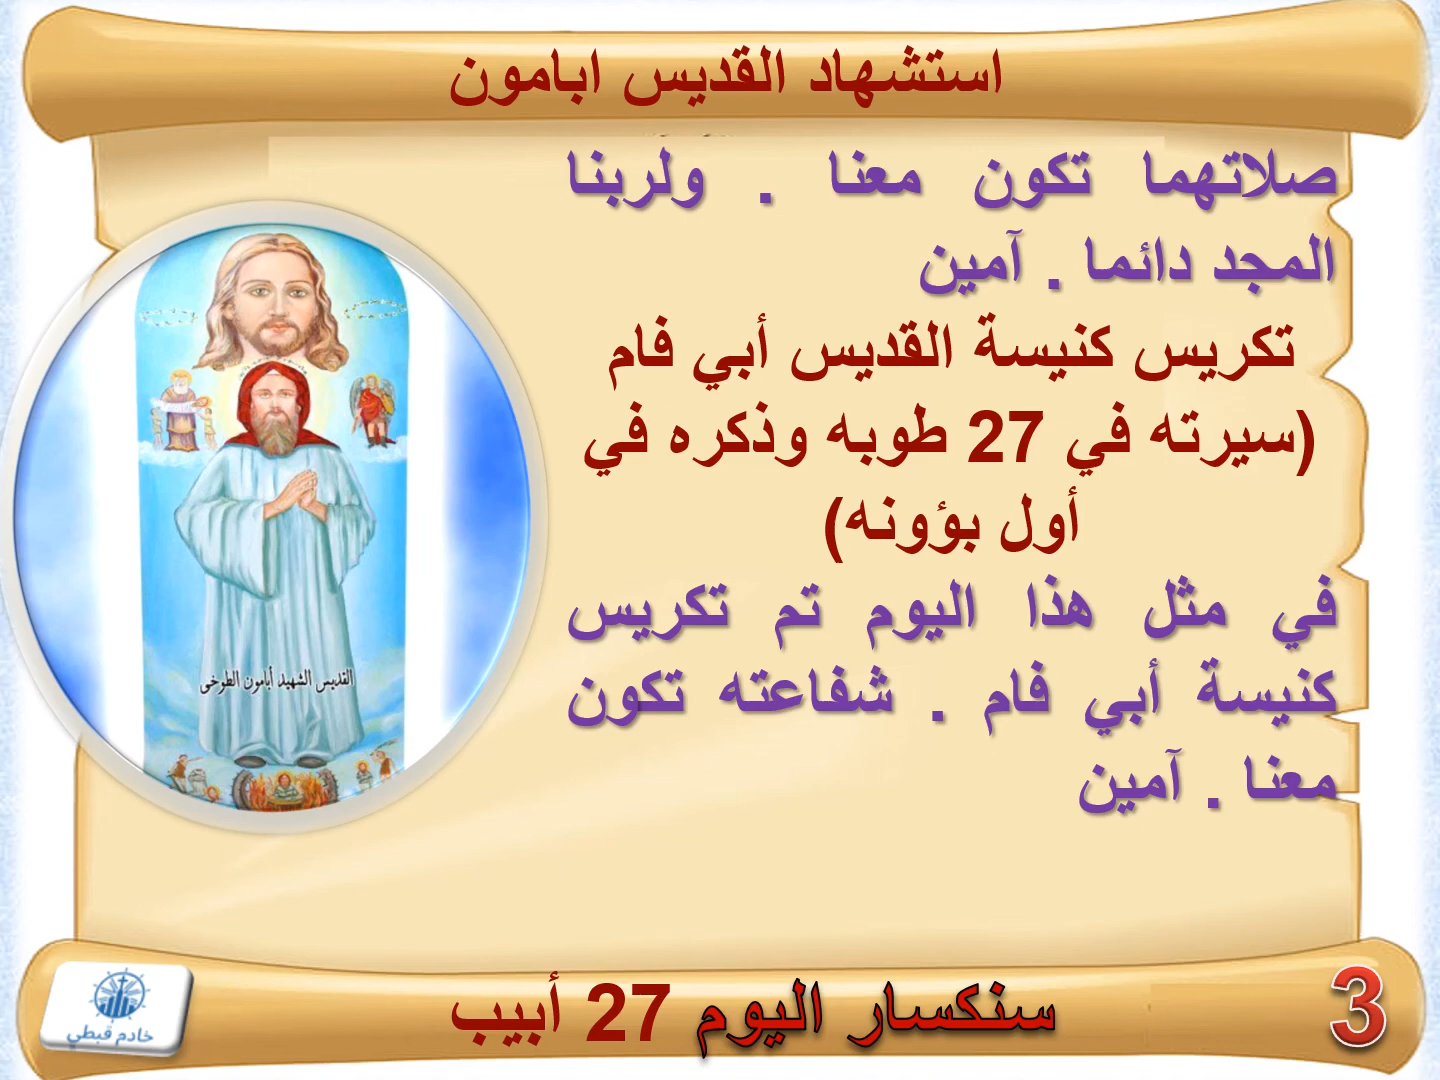 استشهاد القديس ابامون
صلاتهما تكون معنا . ولربنا
المجد دائما . آمين
تكريس كنيسة القديس أبي فام
(سيرته في 27 طوبه وذكره في
أول بؤونه)
في مثل هذا اليوم تم تكريس
كنيسة أبي فام . شفاعته تكون
معنا . آمين
القديس الشهيد أبامون الطوخى
سنكسار اليوم 27 أبيب
3
خادم قبطي